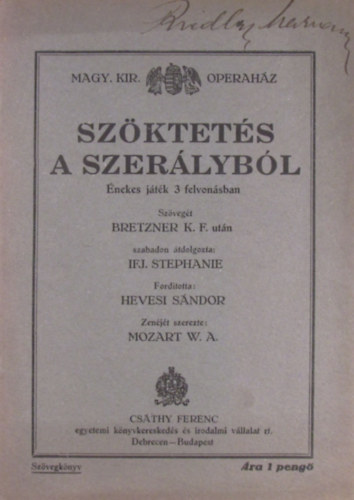 MAGY. KIR. OPERAHÁZ
SZÖKTETÉS
A SZERÁLYBÓL
Énekes játék 3 felvonásban
Szövegét
BRETZNER K. F. után
szabadon átdolgozta:
IFJ. STEPHANIE
Fordította:
HEVESI SÁNDOR
Zenéjét szerezte:
MOZART W. A.
CSÁTHY FERENC
egyetemi könyvkereskedés és irodalmi vállalat rt.
Debrecen—Budapest
Szövegkönyv Ára 1 pengő